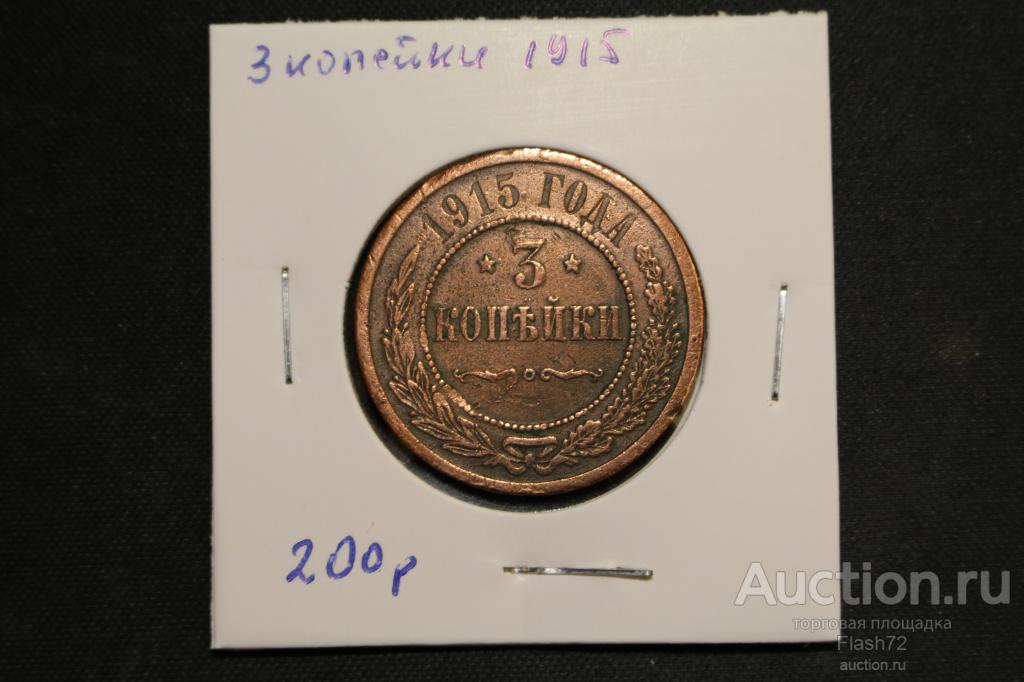 3 копейки 1915
1915 ГОДА
3
КОПѢЙКИ
200р
Auction.ru
торговая площадка
Flash72
auction.ru